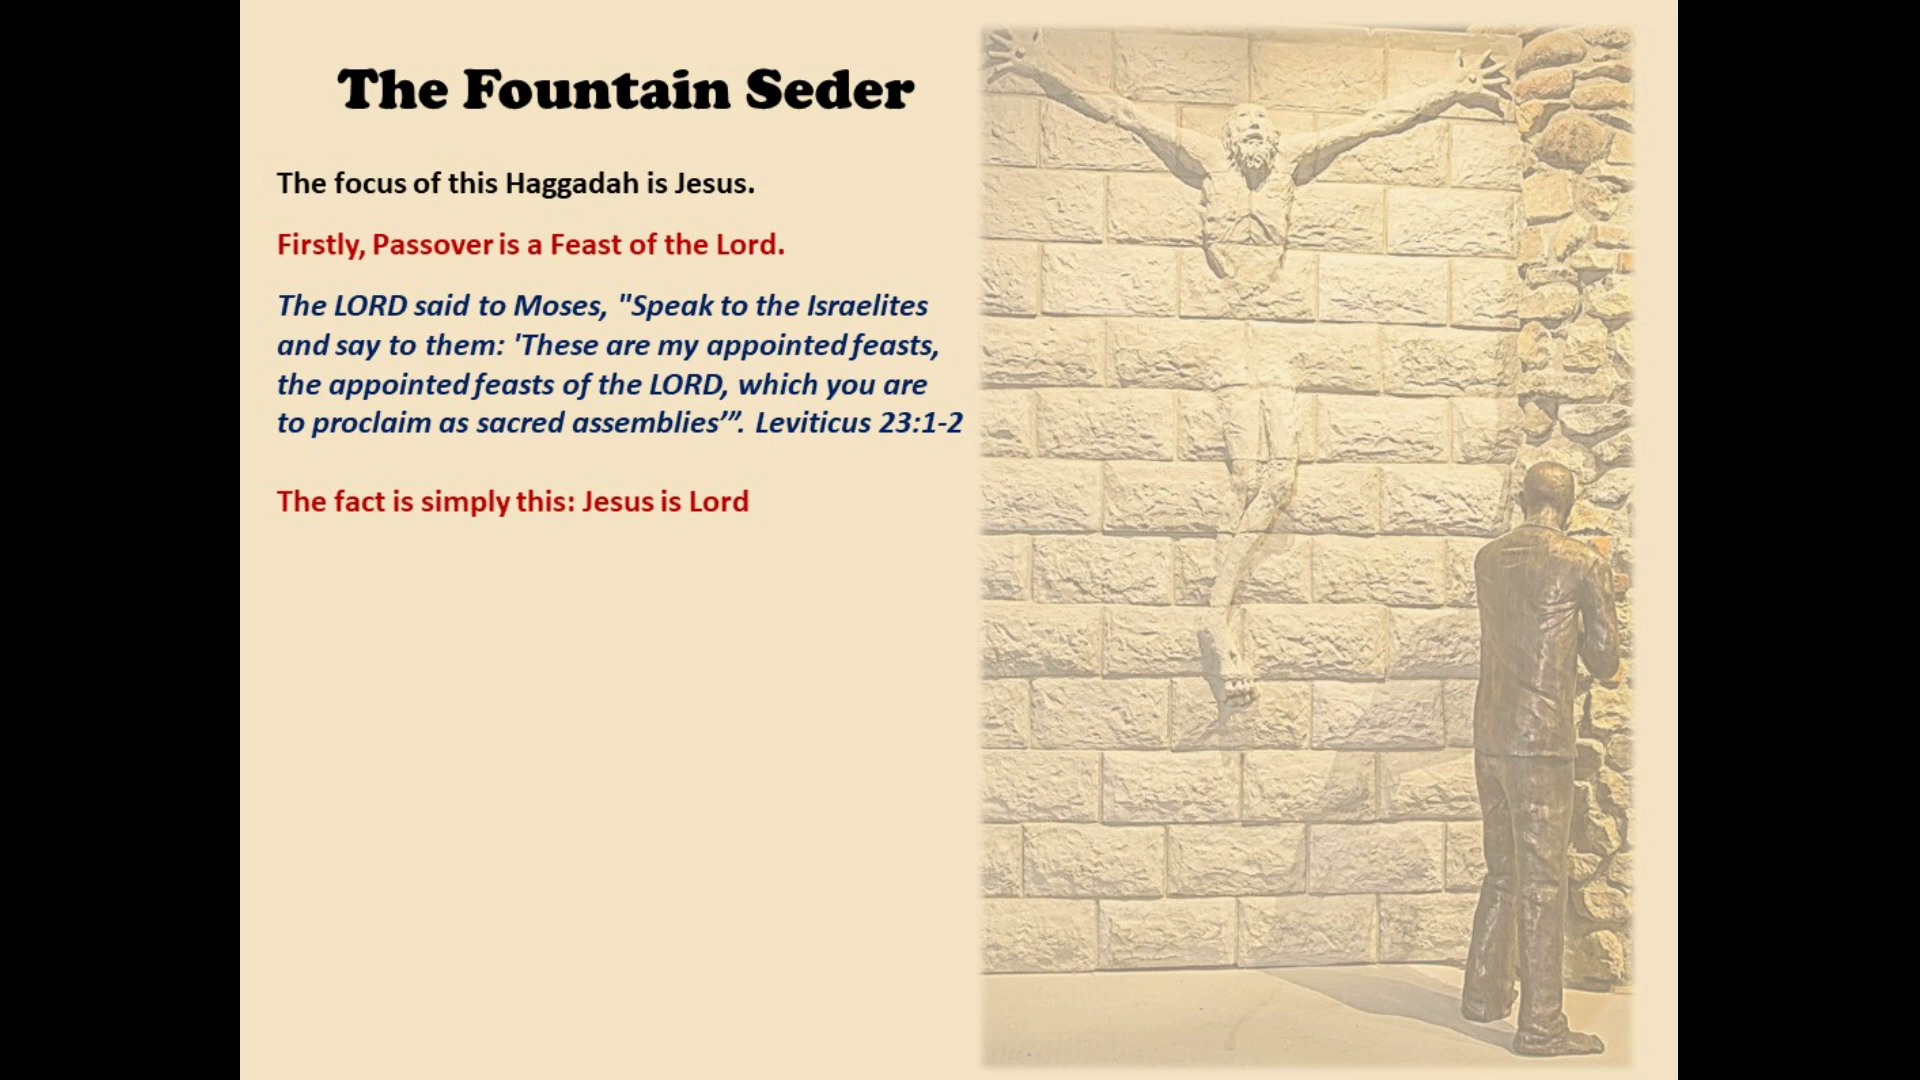 The Fountain Seder
The focus of this Haggadah is Jesus.
Firstly, Passover is a Feast of the Lord.
The LORD said to Moses, "Speak to the Israelites
and say to them: 'These are my appointed feasts,
the appointed feasts of the LORD, which you are
to proclaim as sacred assemblies’”. Leviticus 23:1-2
The fact is simply this: Jesus is Lord